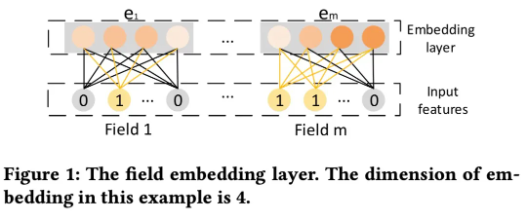 e₁ ... eₘ
Embedding layer
0 1 ... 0 ... 1 1 ... 0
Input features
Field 1 Field m
Figure 1: The field embedding layer. The dimension of em-
bedding in this example is 4.